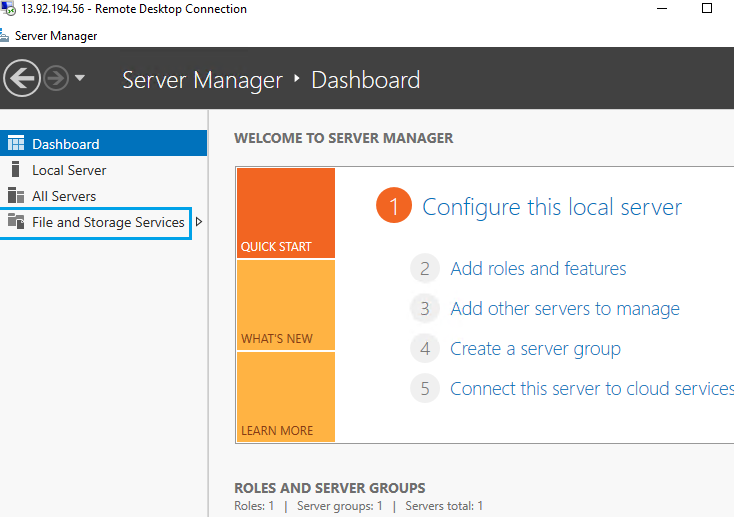 13.92.194.56 - Remote Desktop Connection
Server Manager
Server Manager ‣ Dashboard
Dashboard
Local Server
All Servers
File and Storage Services
WELCOME TO SERVER MANAGER
QUICK START
WHAT'S NEW
LEARN MORE
1 Configure this local server
2 Add roles and features
3 Add other servers to manage
4 Create a server group
5 Connect this server to cloud services
ROLES AND SERVER GROUPS
Roles: 1 | Server groups: 1 | Servers total: 1